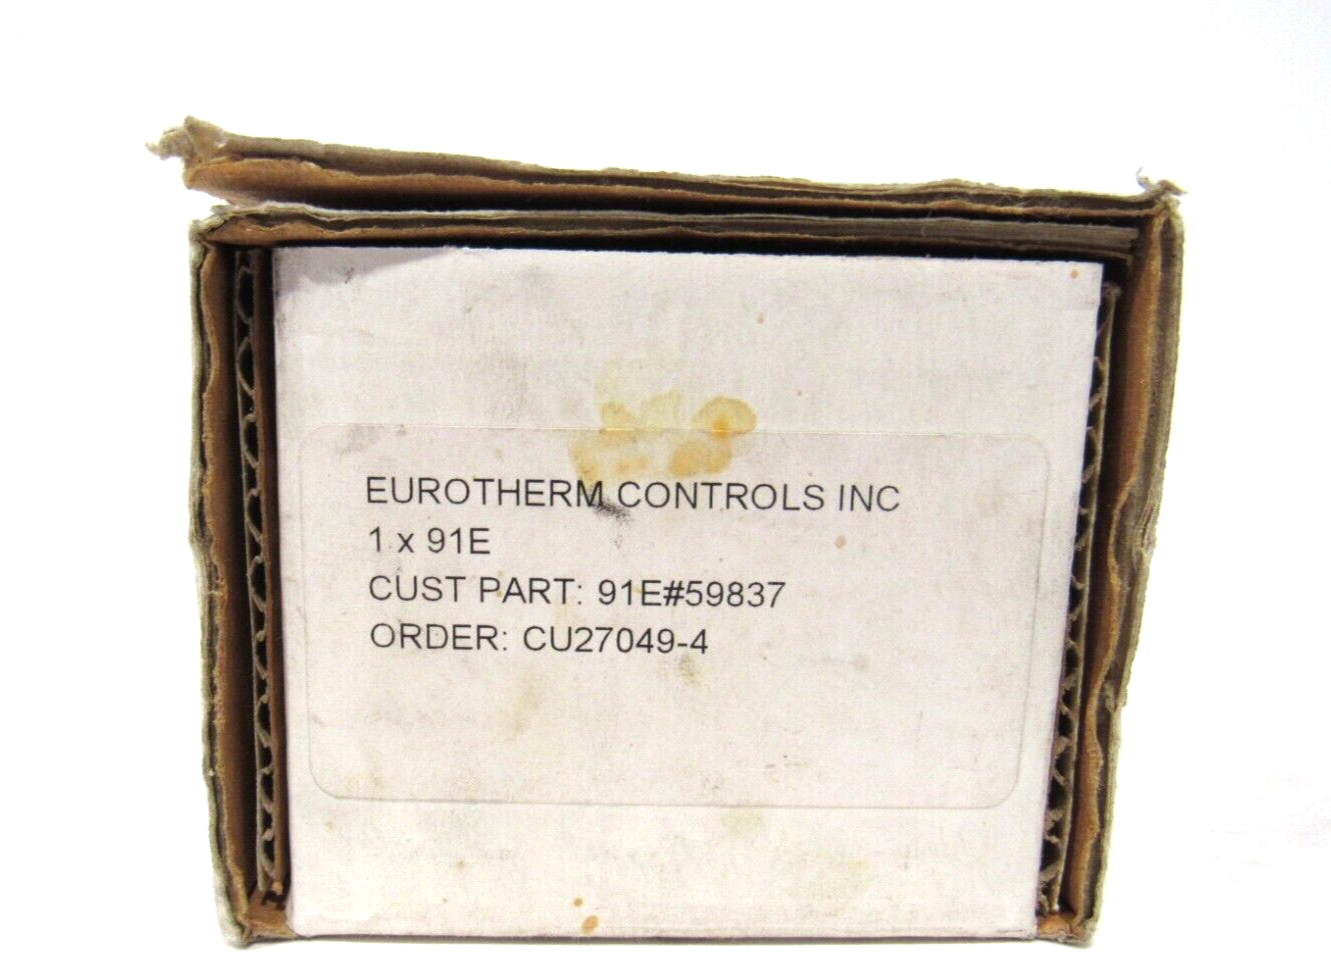 EUROTHERM CONTROLS INC
1 x 91E
CUST PART: 91E#59837
ORDER: CU27049-4